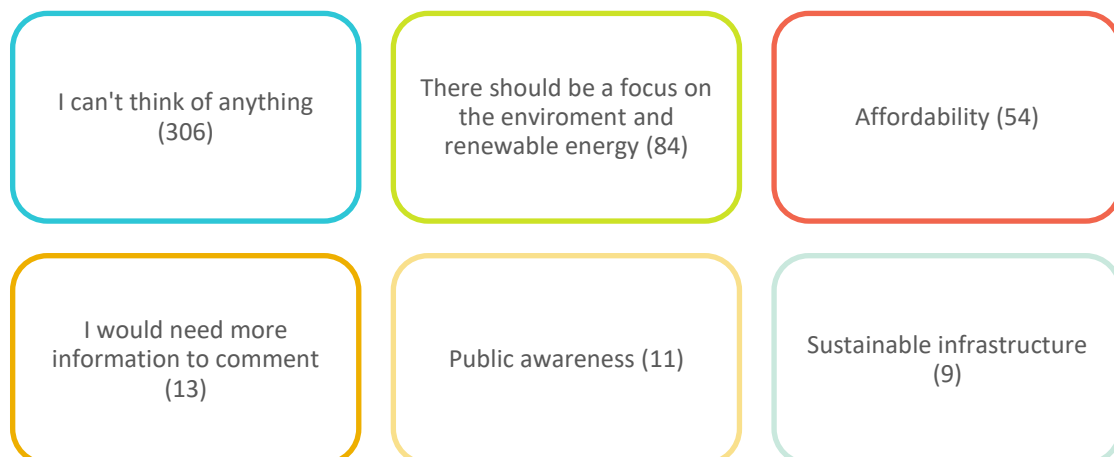 I can't think of anything
(306)
There should be a focus on
the enviroment and
renewable energy (84)
Affordability (54)
I would need more
information to comment
(13)
Public awareness (11)
Sustainable infrastructure
(9)